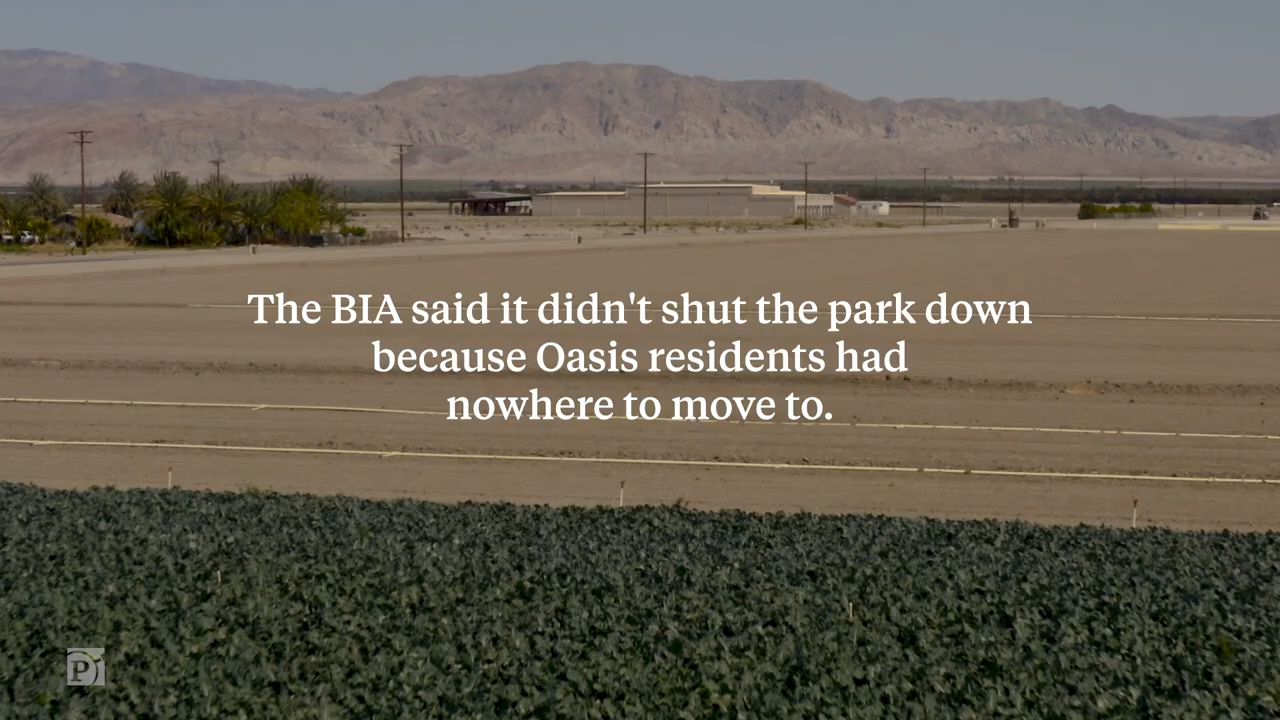 The BIA said it didn't shut the park down
because Oasis residents had
nowhere to move to.
P